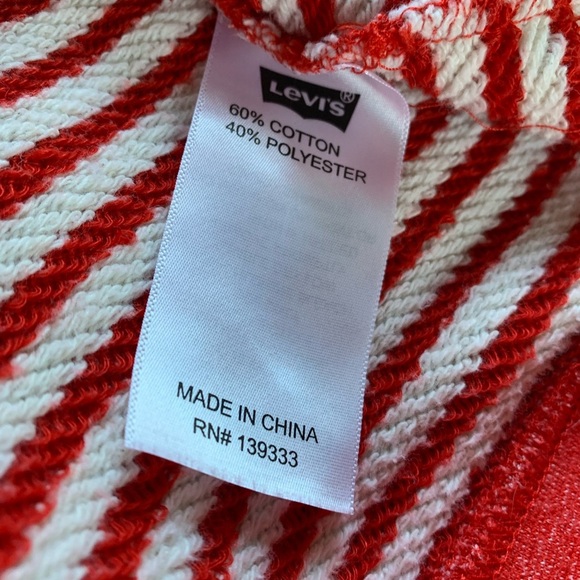 Levi's®
60% COTTON
40% POLYESTER
MADE IN CHINA
RN# 139333